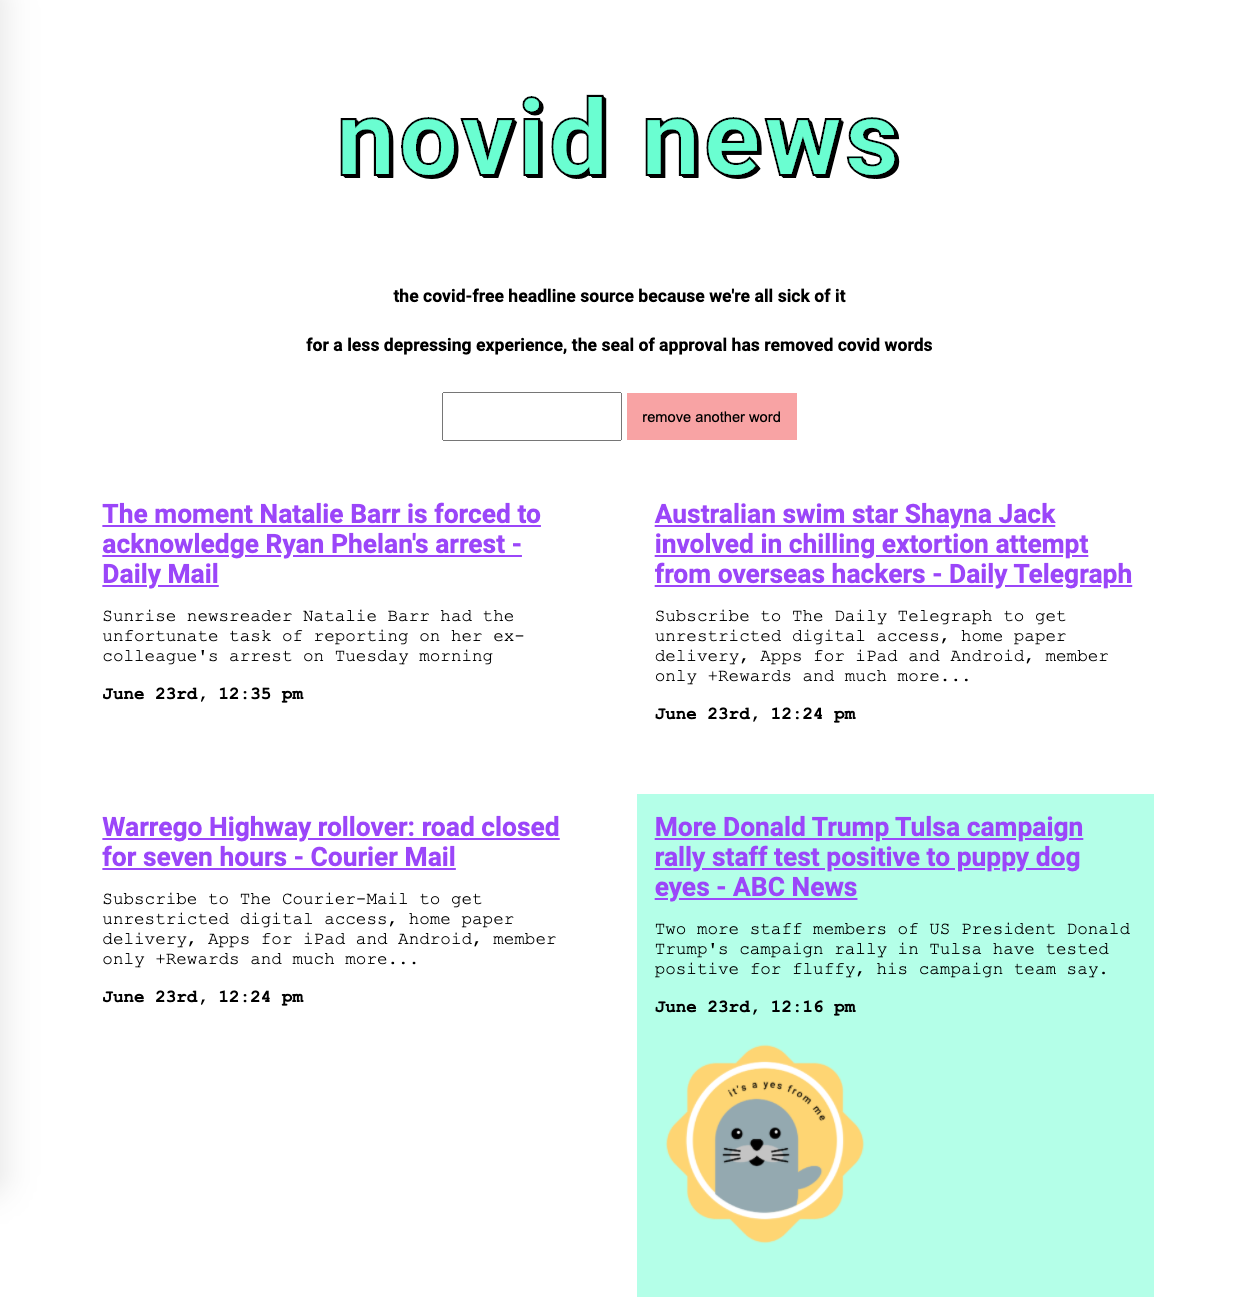 novid news
the covid-free headline source because we're all sick of it
for a less depressing experience, the seal of approval has removed covid words
remove another word
The moment Natalie Barr is forced to
acknowledge Ryan Phelan's arrest -
Daily Mail
Sunrise newsreader Natalie Barr had the
unfortunate task of reporting on her ex-
colleague's arrest on Tuesday morning
June 23rd, 12:35 pm
Australian swim star Shayna Jack
involved in chilling extortion attempt
from overseas hackers - Daily Telegraph
Subscribe to The Daily Telegraph to get
unrestricted digital access, home paper
delivery, Apps for iPad and Android, member
only +Rewards and much more...
June 23rd, 12:24 pm
Warrego Highway rollover: road closed
for seven hours - Courier Mail
Subscribe to The Courier-Mail to get
unrestricted digital access, home paper
delivery, Apps for iPad and Android, member
only +Rewards and much more...
June 23rd, 12:24 pm
More Donald Trump Tulsa campaign
rally staff test positive to puppy dog
eyes - ABC News
Two more staff members of US President Donald
Trump's campaign rally in Tulsa have tested
positive for fluffy, his campaign team say.
June 23rd, 12:16 pm
it's a yes from me